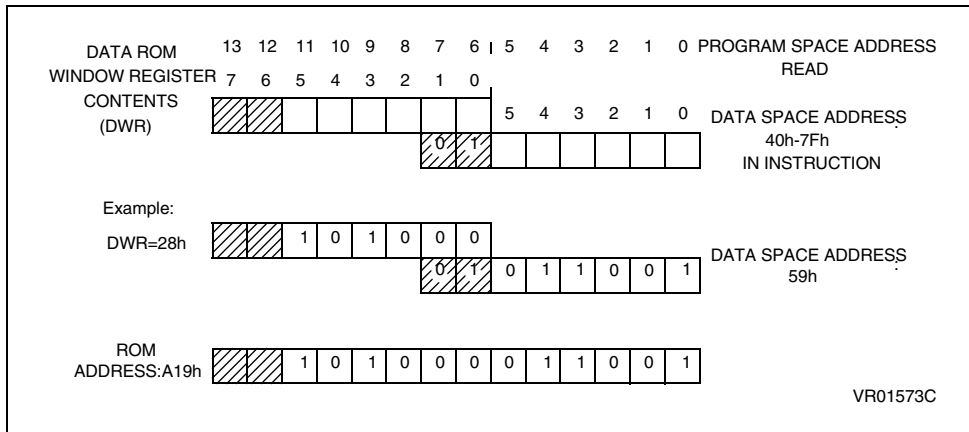 DATA ROM
WINDOW REGISTER
CONTENTS
(DWR)
13 12 11 10 9 8 7 6 5 4 3 2 1 0
7 6 5 4 3 2 1 0
PROGRAM SPACE ADDRESS
READ
5 4 3 2 1 0
0 1
DATA SPACE ADDRESS
40h-7Fh
IN INSTRUCTION
Example:
DWR=28h
1 0 1 0 0 0
0 1 0 1 1 0 0 1
DATA SPACE ADDRESS
59h
ROM
ADDRESS:A19h
1 0 1 0 0 0 0 1 1 0 0 1
VR01573C